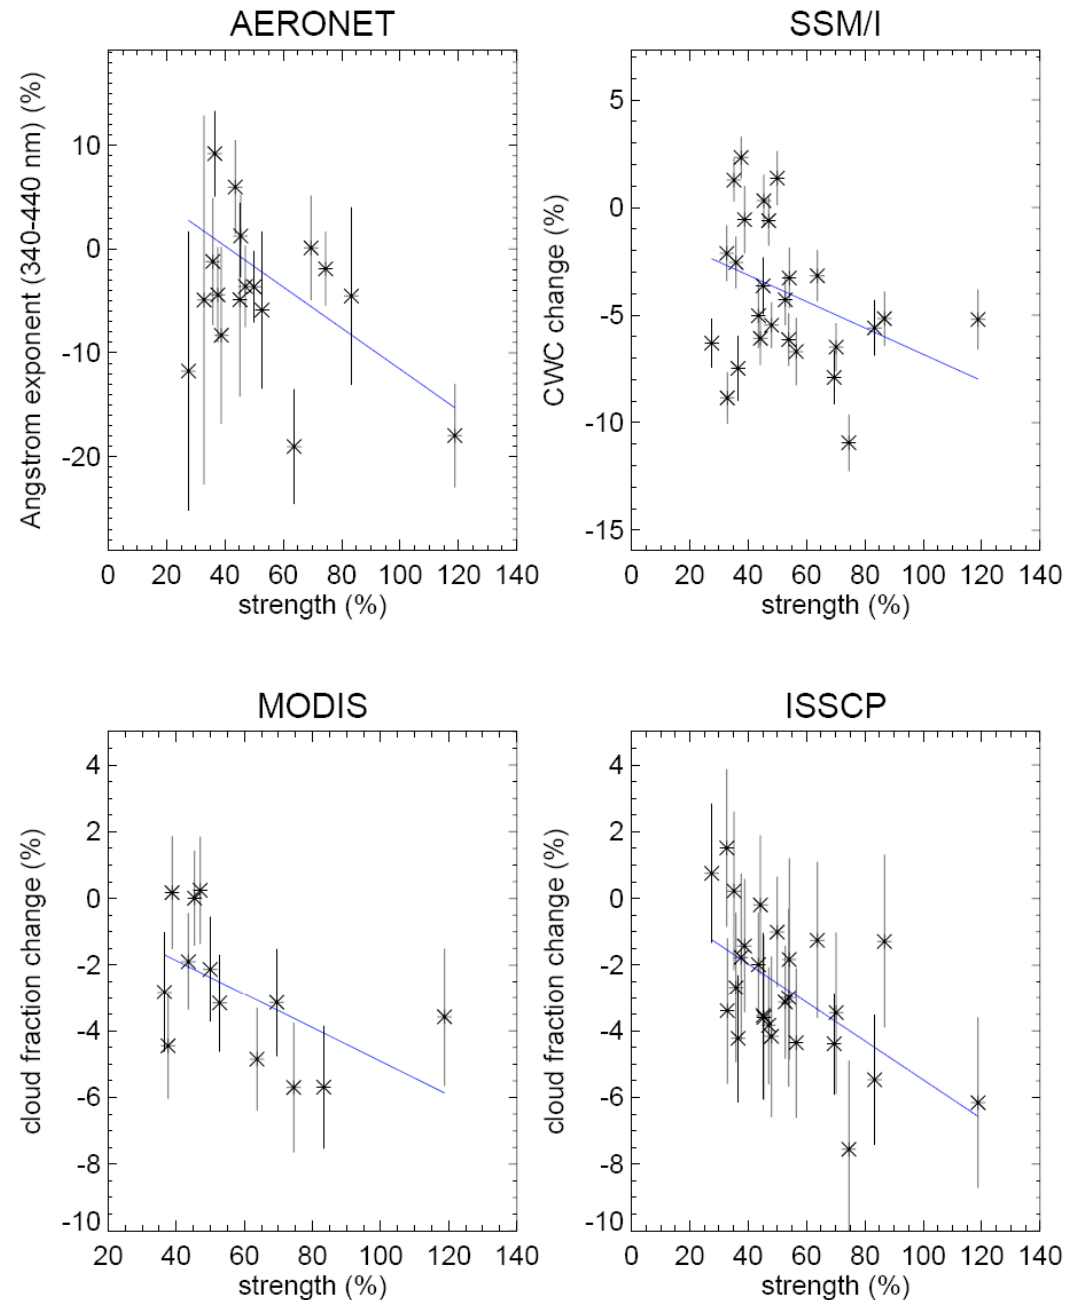 AERONET
Angstrom exponent (340-440 nm) (%)
10
0
-10
-20
0 20 40 60 80 100 120 140
strength (%)
SSM/I
CWC change (%)
5
0
-5
-10
-15
0 20 40 60 80 100 120 140
strength (%)
MODIS
cloud fraction change (%)
4
2
0
-2
-4
-6
-8
-10
20 40 60 80 100 120 140
strength (%)
ISSCP
cloud fraction change (%)
4
2
0
-2
-4
-6
-8
-10
0 20 40 60 80 100 120 140
strength (%)